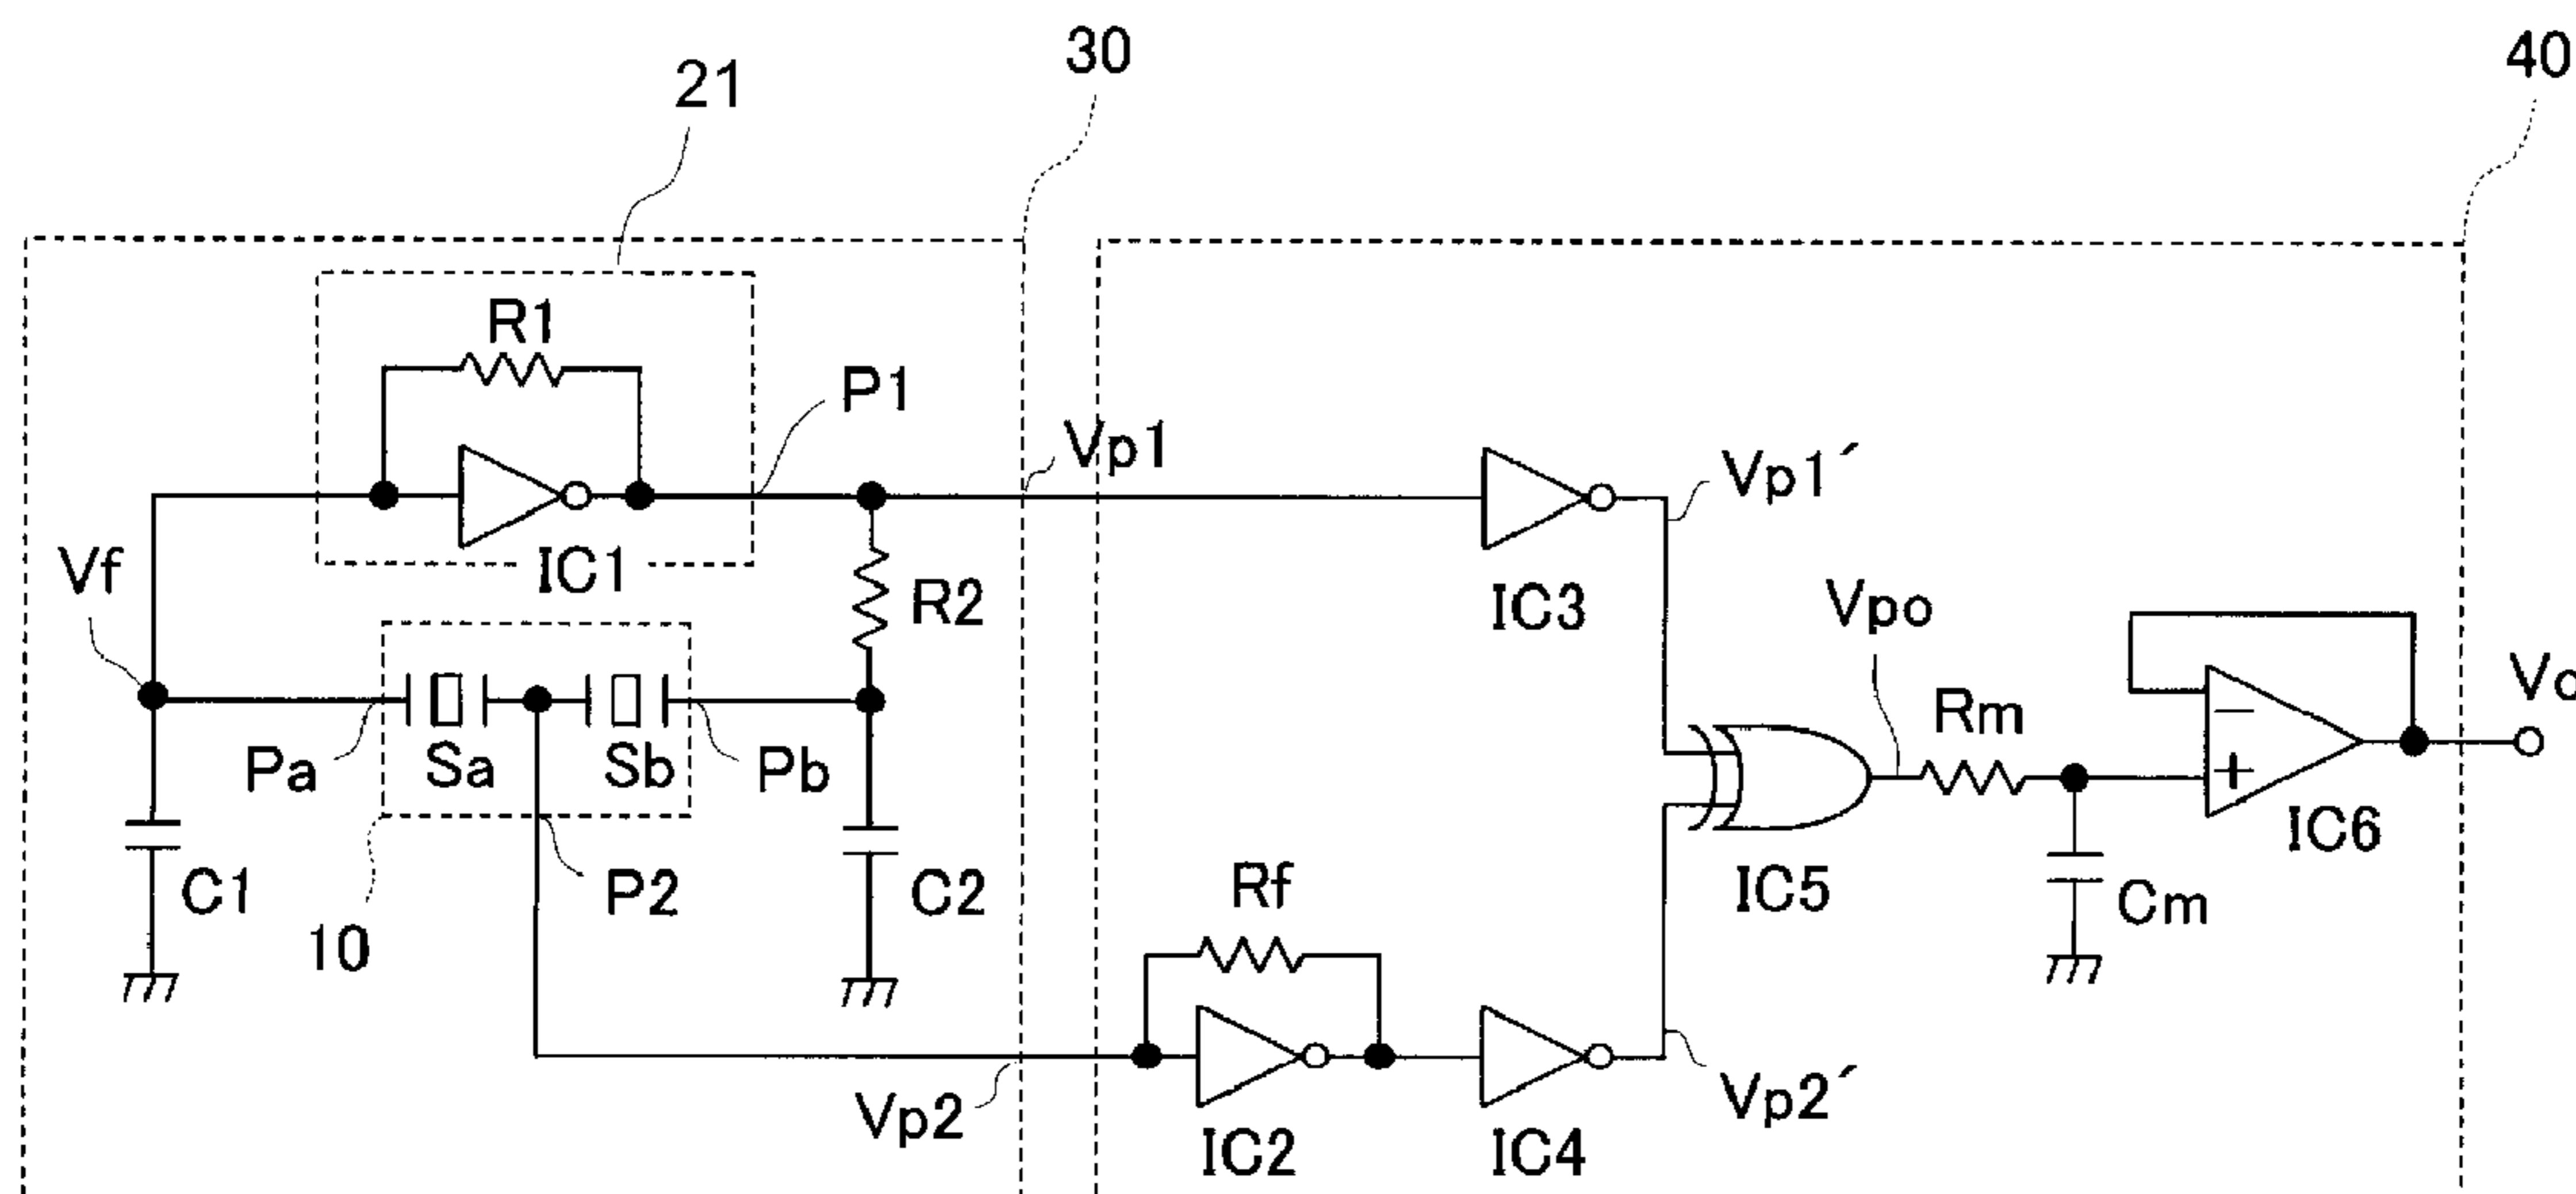 30
40
21
R1
P1
Vp1
Vp1´
Vf
IC1
R2
IC3
Vpo
Rm
Pa
Sa
Sb
Pb
IC6
C1
P2
C2
IC5
Cm
10
Rf
Vp2
Vp2´
IC2
IC4